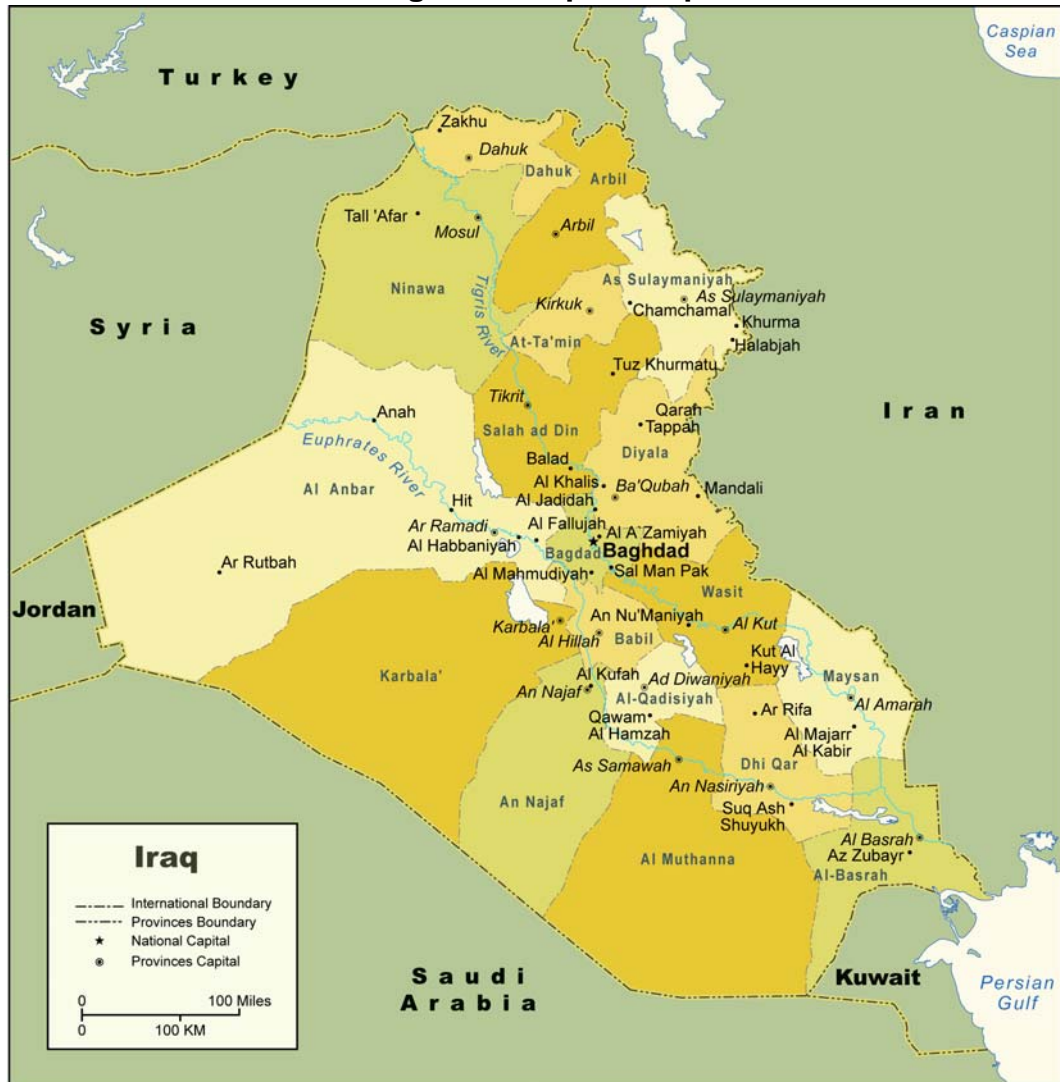 Caspian
Sea
Turkey
Zakhu
Dahuk
Dahuk
Arbil
Tall 'Afar
Mosul
Arbil
Ninawa
Tigris River
As Sulaymaniyah
Kirkuk
As Sulaymaniyah
Chamchamal
Syria
Khurma
At-Ta'min
Halabjah
Tuz Khurmatu
Tikrit
Iran
Anah
Qarah
Tappah
Salah ad Din
Euphrates River
Diyala
Balad
Al Khalis
Ba'Qubah
Mandali
Al Anbar
Hit
Al Jadidah
Ar Ramadi
Al Fallujah
Al A`Zamiyah
Al Habbaniyah
Bagdad
Baghdad
Ar Rutbah
Al Mahmudiyah
Sal Man Pak
Wasit
Jordan
An Nu'Maniyah
Karbala'
Al Kut
Al Hillah
Babil
Kut Al
Hayy
Karbala'
Al Kufah
Ad Diwaniyah
Maysan
An Najaf
Al-Qadisiyah
Al Amarah
Qawam
Al Hamzah
Ar Rifa
Al Majarr
Al Kabir
As Samawah
Dhi Qar
An Nasiriyah
An Najaf
Suq Ash
Shuyukh
Al Basrah
Az Zubayr
Al Muthanna
Al-Basrah
Iraq
International Boundary
Provinces Boundary
National Capital
Provinces Capital
0 100 Miles
0 100 KM
Saudi
Arabia
Kuwait
Persian
Gulf